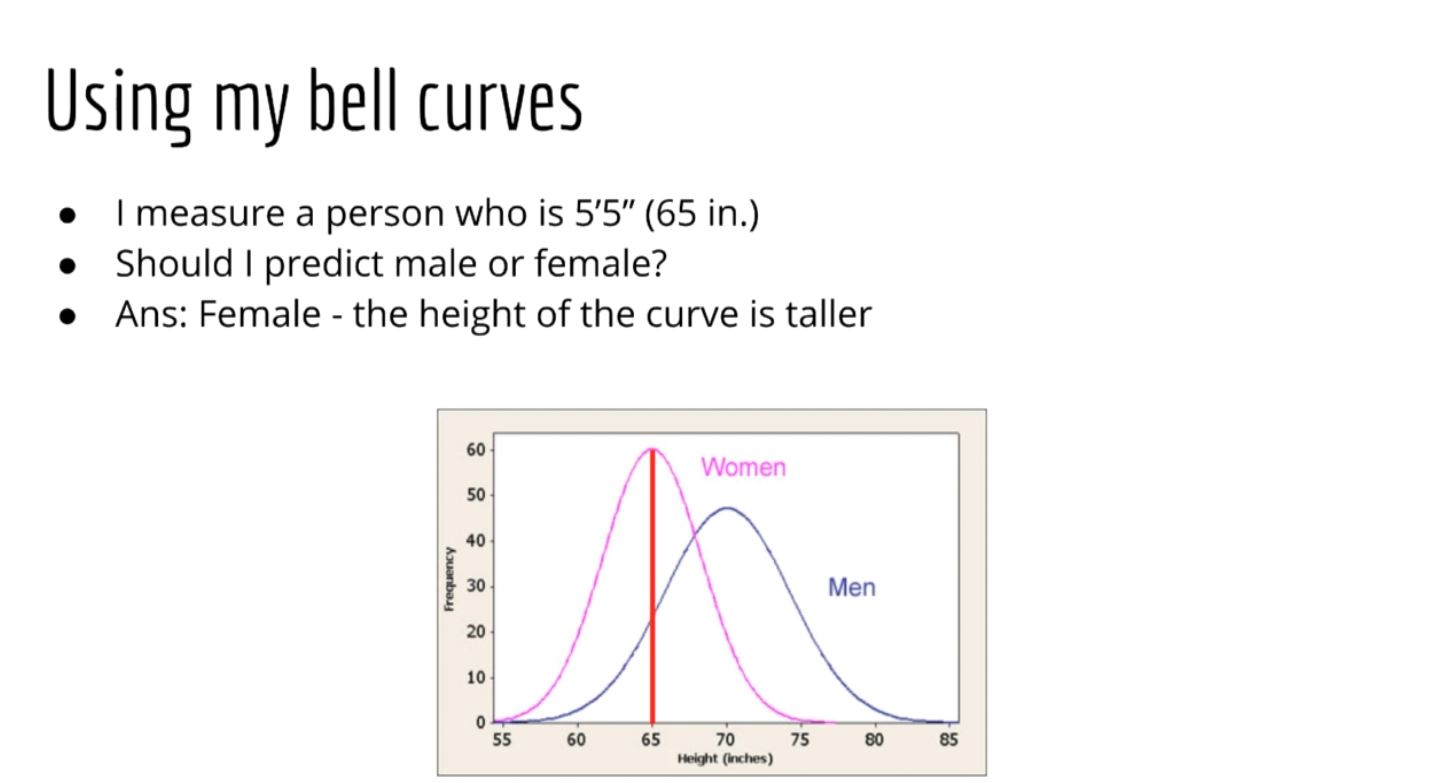 Using my bell curves
● I measure a person who is 5’5” (65 in.)
● Should I predict male or female?
● Ans: Female - the height of the curve is taller
60
50
40
30
20
10
0
Frequency
Women
Men
55 60 65 70 75 80 85
Height (inches)